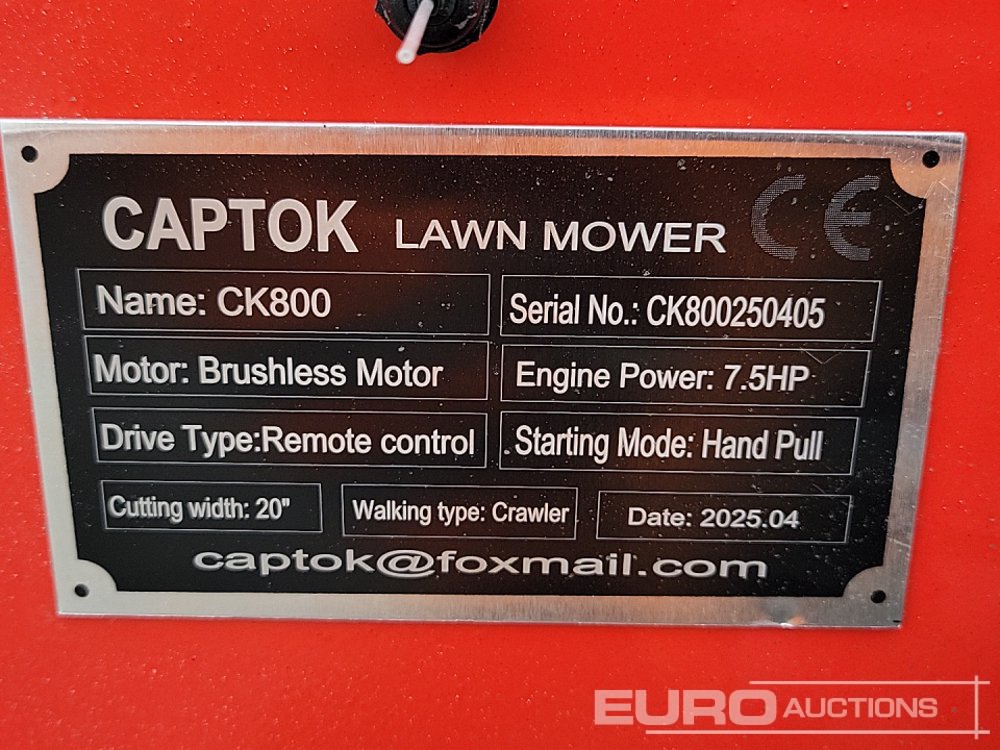 CAPTOK LAWN MOWER CE
Name: CK800
Serial No.: CK800250405
Motor: Brushless Motor
Engine Power: 7.5HP
Drive Type:Remote control
Starting Mode: Hand Pull
Cutting width: 20"
Walking type: Crawler
Date: 2025.04
captok@foxmail.com
EURO AUCTIONS